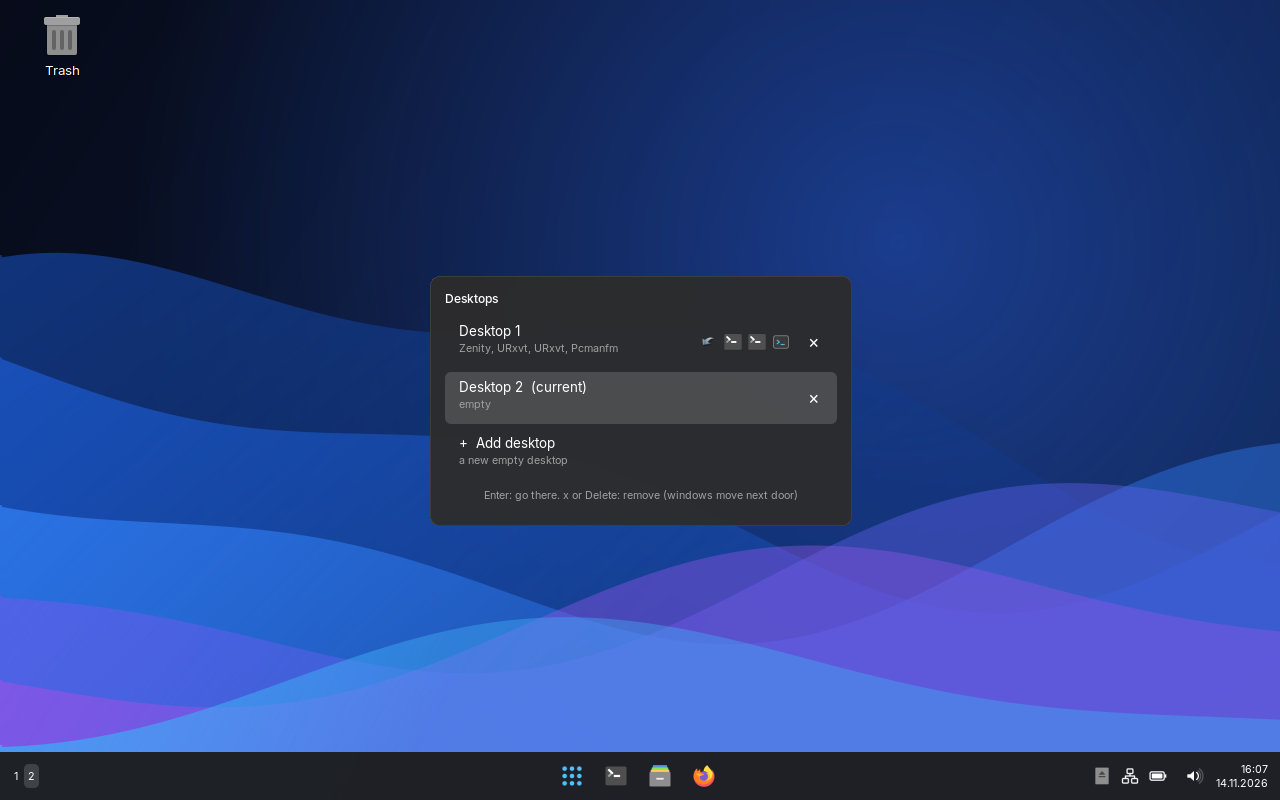 Trash
Desktops
Desktop 1
Zenity, URxvt, URxvt, Pcmanfm
Desktop 2 (current)
empty
+ Add desktop
a new empty desktop
Enter: go there. x or Delete: remove (windows move next door)
1 2
16:07
14.11.2026